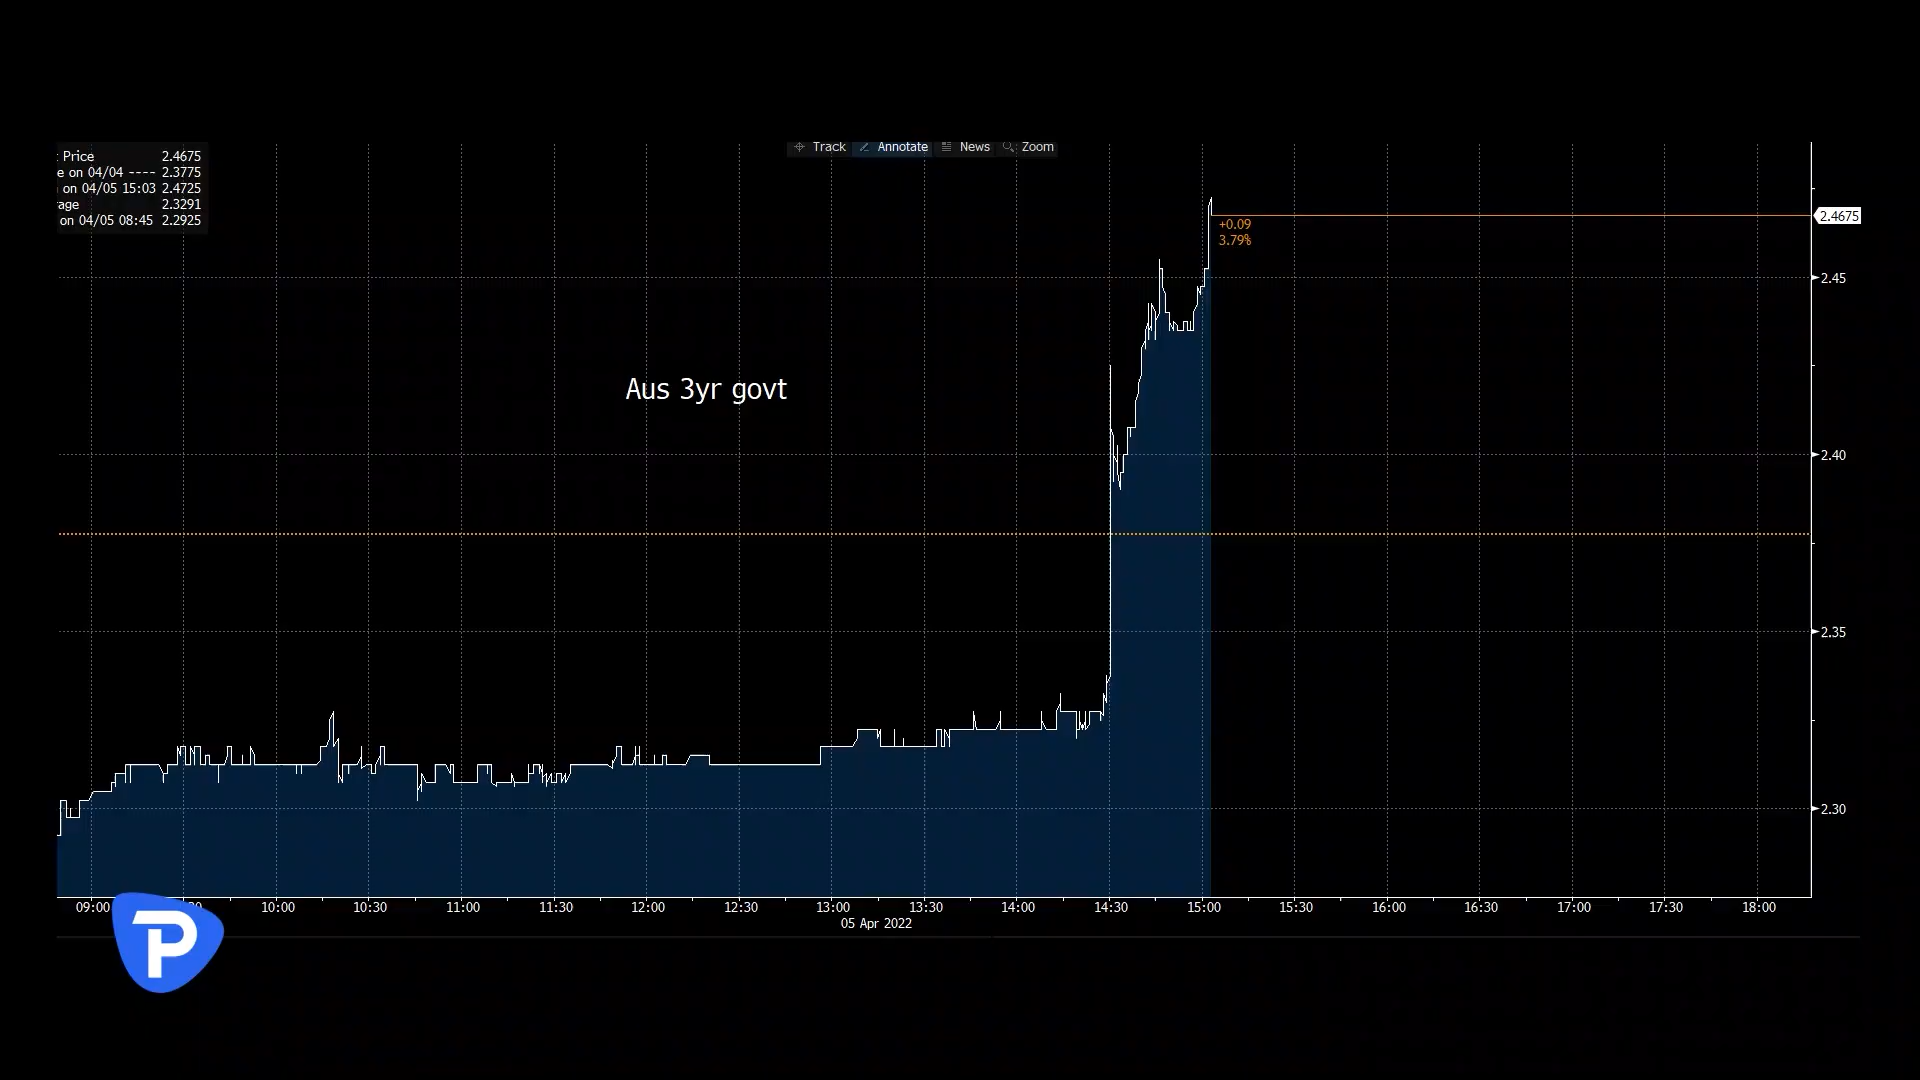 Track Annotate News Zoom
: Price 2.4675
e on 04/04 ---- 2.3775
on 04/05 15:03 2.4725
age 2.3291
on 04/05 08:45 2.2925
2.4675
+0.09
3.79%
2.45
Aus 3yr govt
2.40
2.35
2.30
09:00 10:00 10:30 11:00 11:30 12:00 12:30 13:00 13:30 14:00 14:30 15:00 15:30 16:00 16:30 17:00 17:30 18:00
05 Apr 2022
P